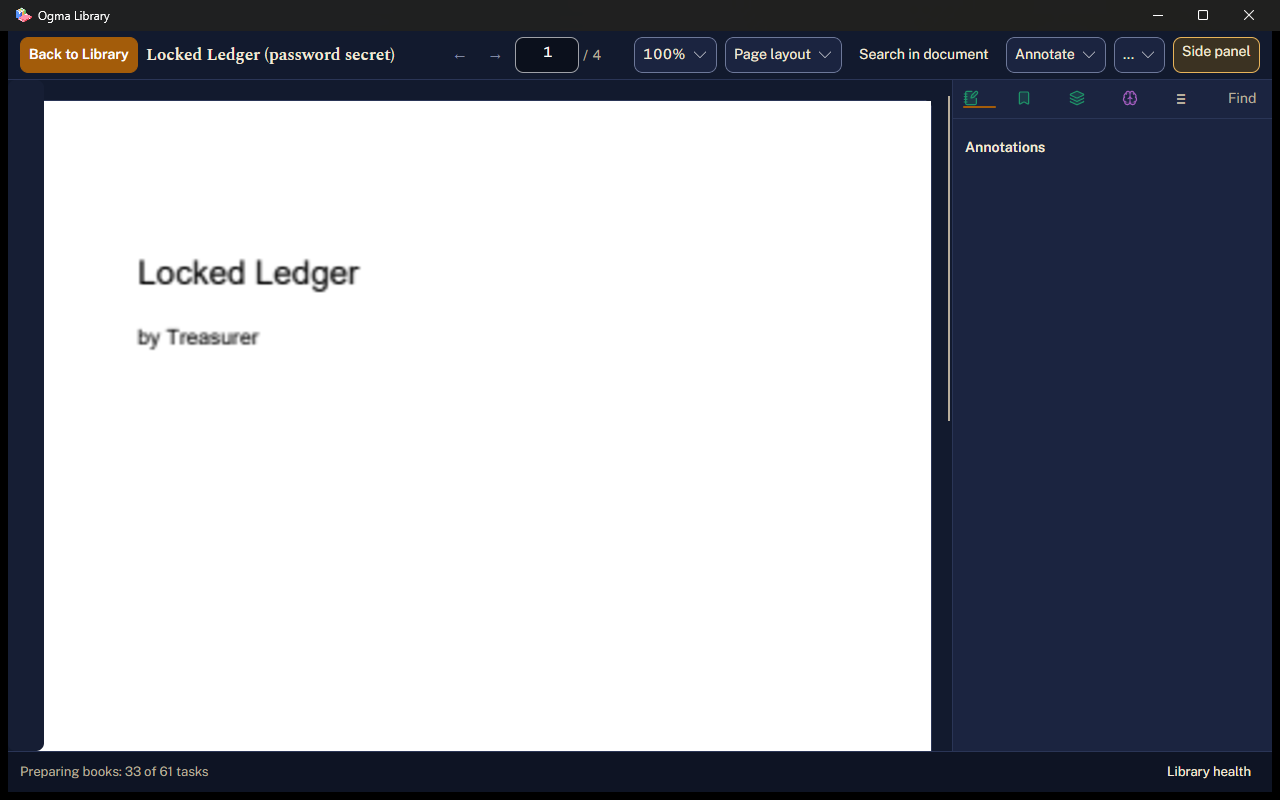 Ogma Library
Back to Library Locked Ledger (password secret) ← → 1 / 4 100% Page layout Search in document Annotate ... Side panel
Find
Annotations
Locked Ledger
by Treasurer
Preparing books: 33 of 61 tasks Library health